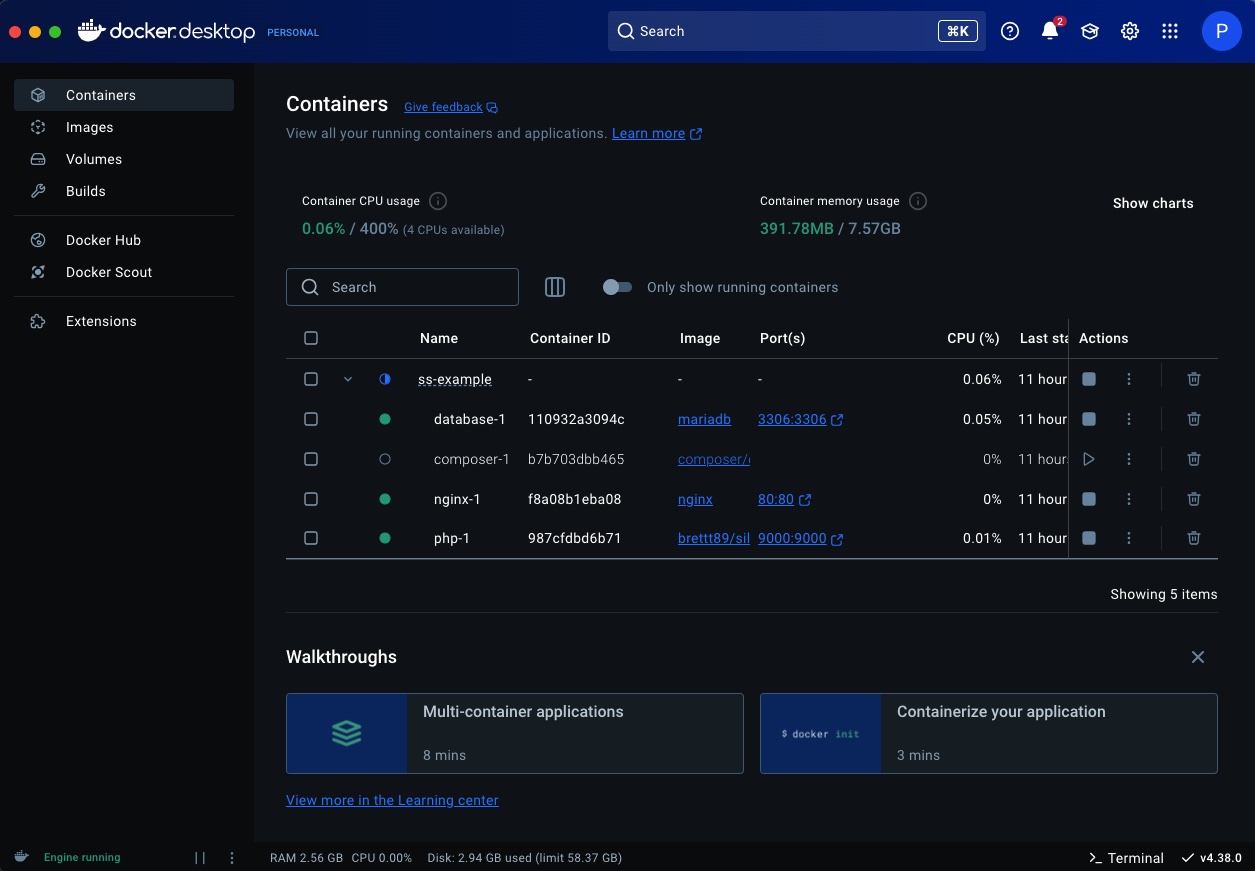 docker.desktop PERSONAL
Search ⌘K
2
P
Containers
Images
Volumes
Builds
Docker Hub
Docker Scout
Extensions
Containers Give feedback
View all your running containers and applications. Learn more
Container CPU usage
0.06% / 400% (4 CPUs available)
Container memory usage
391.78MB / 7.57GB
Show charts
Search
Only show running containers
Name Container ID Image Port(s) CPU (%) Last sta Actions
ss-example - - - 0.06% 11 hour
database-1 110932a3094c mariadb 3306:3306 0.05% 11 hour
composer-1 b7b703dbb465 composer/ 0% 11 hour
nginx-1 f8a08b1eba08 nginx 80:80 0% 11 hour
php-1 987cfdbd6b71 brettt89/sil 9000:9000 0.01% 11 hour
Showing 5 items
Walkthroughs
Multi-container applications
8 mins
$ docker init
Containerize your application
3 mins
View more in the Learning center
Engine running
RAM 2.56 GB CPU 0.00% Disk: 2.94 GB used (limit 58.37 GB)
Terminal
v4.38.0